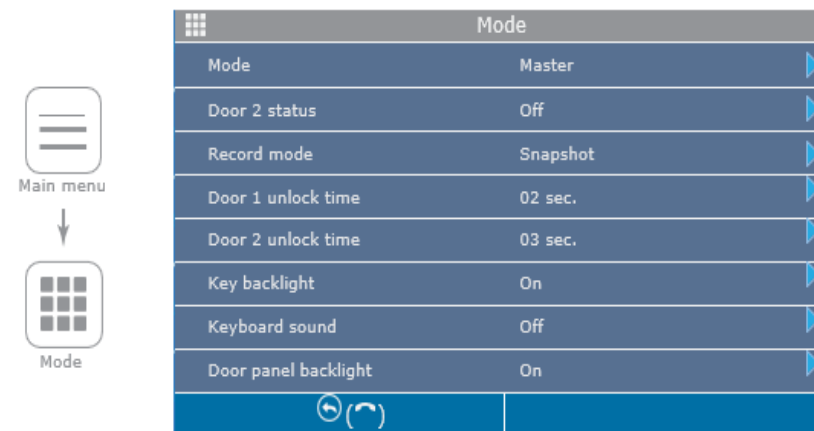 Mode
Mode Master
Door 2 status Off
Record mode Snapshot
Main menu
Door 1 unlock time 02 sec.
Door 2 unlock time 03 sec.
Key backlight On
Keyboard sound Off
Mode
Door panel backlight On